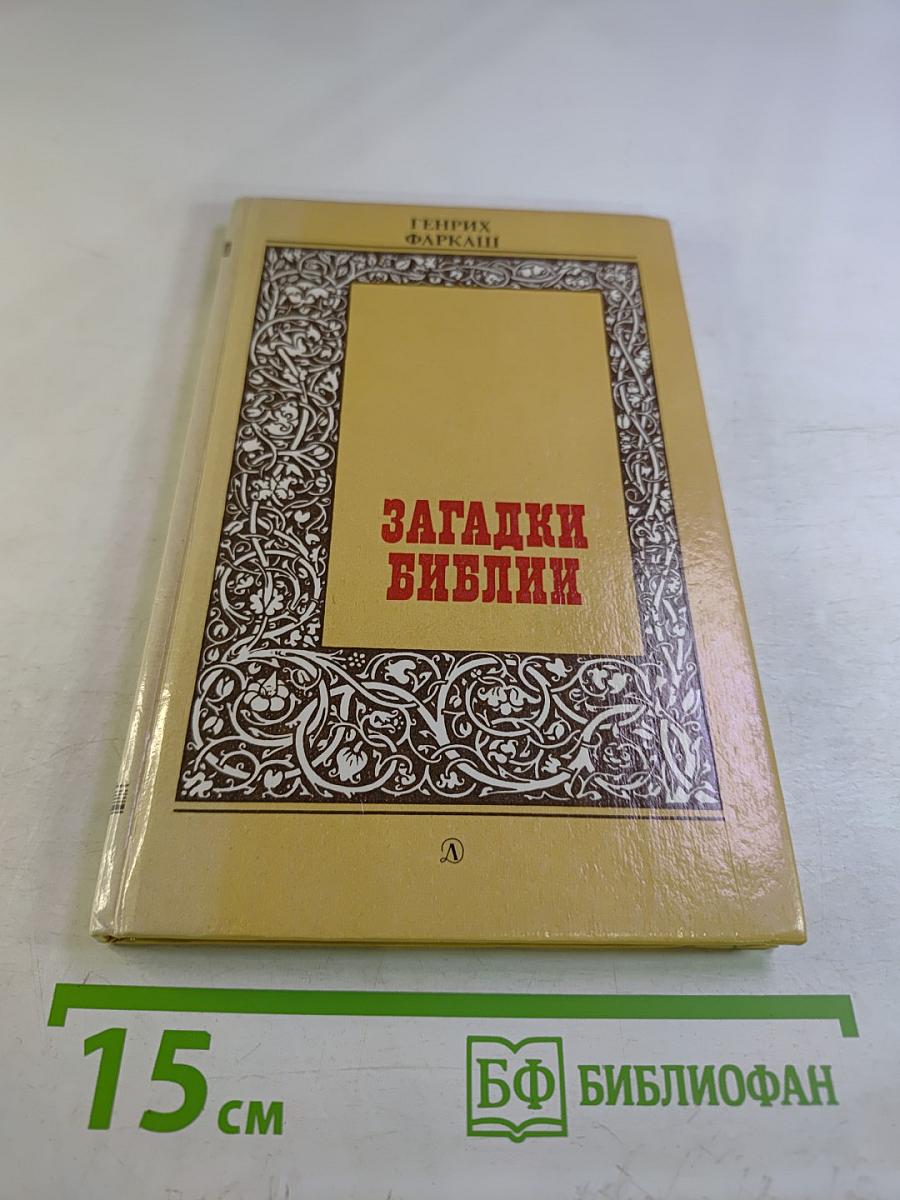 ГЕНРИХ
ФАРКАШ
ЗАГАДКИ
БИБЛИИ
Д
15 см
БФ БИБЛИОФАН